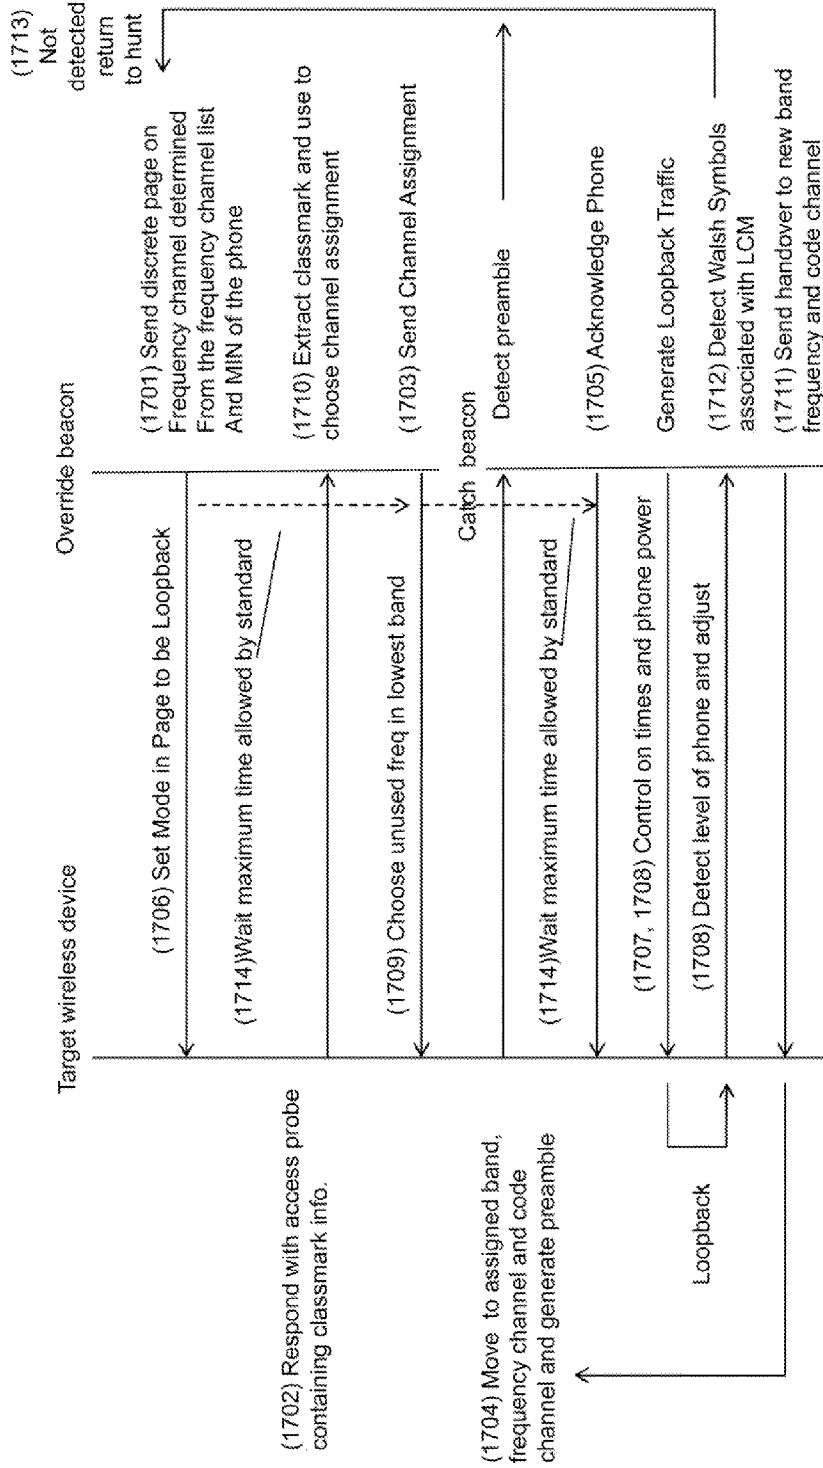 Target wireless device
Override beacon
(1713)
Not
detected
return
to hunt
(1706) Set Mode in Page to be Loopback
(1701) Send discrete page on
Frequency channel determined
From the frequency channel list
And MIN of the phone
(1714)Wait maximum time allowed by standard
(1702) Respond with access probe
containing classmark info.
(1710) Extract classmark and use to
choose channel assignment
(1709) Choose unused freq in lowest band
(1703) Send Channel Assignment
Catch beacon
(1704) Move to assigned band,
frequency channel and code
channel and generate preamble
Detect preamble
(1714)Wait maximum time allowed by standard
(1705) Acknowledge Phone
(1707, 1708) Control on times and phone power
Generate Loopback Traffic
Loopback
(1708) Detect level of phone and adjust
(1712) Detect Walsh Symbols
associated with LCM
(1711) Send handover to new band
frequency and code channel